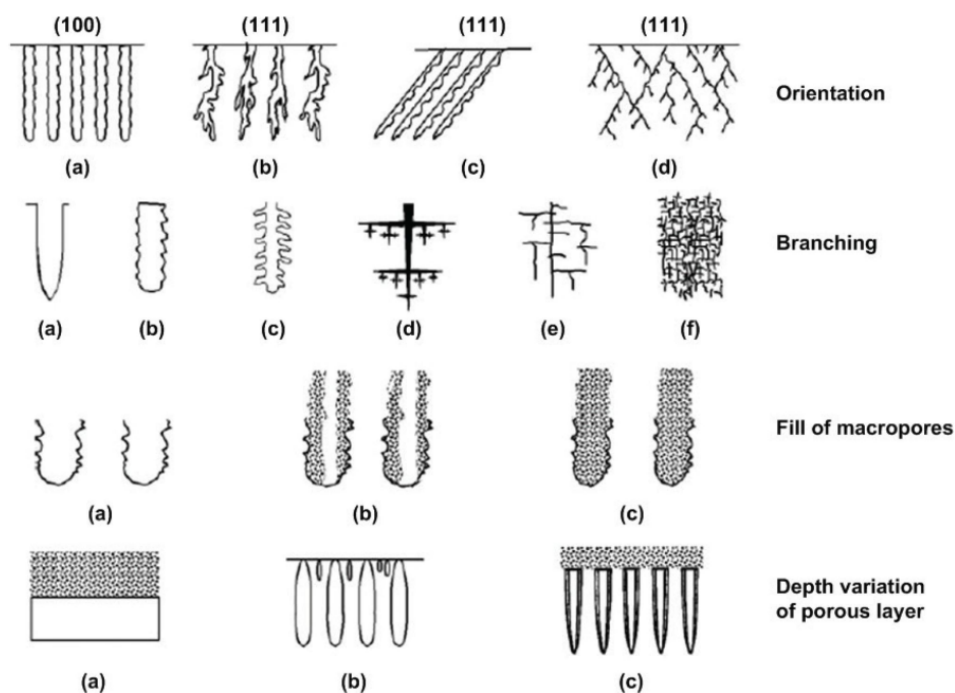 (100) (111) (111) (111)
Orientation
(a) (b) (c) (d)
Branching
(a) (b) (c) (d) (e) (f)
Fill of macropores
(a) (b) (c)
Depth variation
of porous layer
(a) (b) (c)